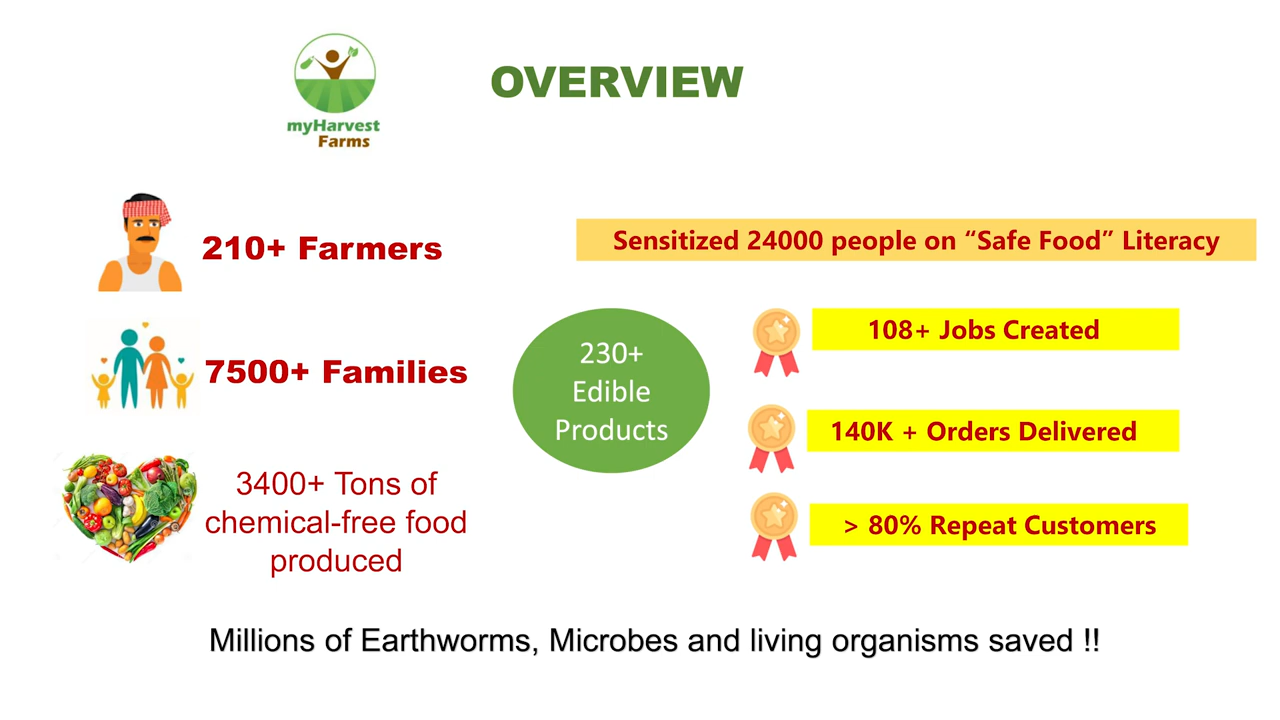 myHarvest
Farms
OVERVIEW
210+ Farmers
Sensitized 24000 people on “Safe Food” Literacy
7500+ Families
230+
Edible
Products
108+ Jobs Created
140K + Orders Delivered
> 80% Repeat Customers
3400+ Tons of
chemical-free food
produced
Millions of Earthworms, Microbes and living organisms saved !!